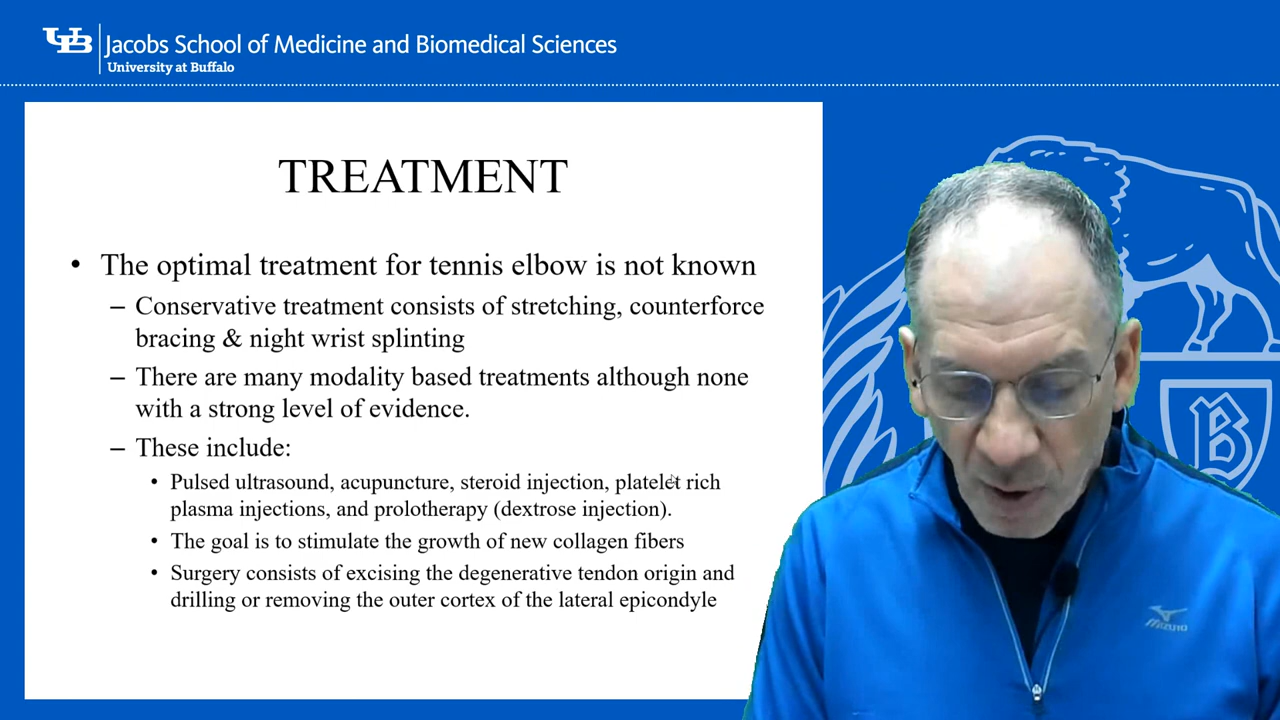 UB Jacobs School of Medicine and Biomedical Sciences
University at Buffalo
TREATMENT
• The optimal treatment for tennis elbow is not known
– Conservative treatment consists of stretching, counterforce
bracing & night wrist splinting
– There are many modality based treatments although none
with a strong level of evidence.
– These include:
• Pulsed ultrasound, acupuncture, steroid injection, platelet rich
plasma injections, and prolotherapy (dextrose injection).
• The goal is to stimulate the growth of new collagen fibers
• Surgery consists of excising the degenerative tendon origin and
drilling or removing the outer cortex of the lateral epicondyle
B
MIZUNO